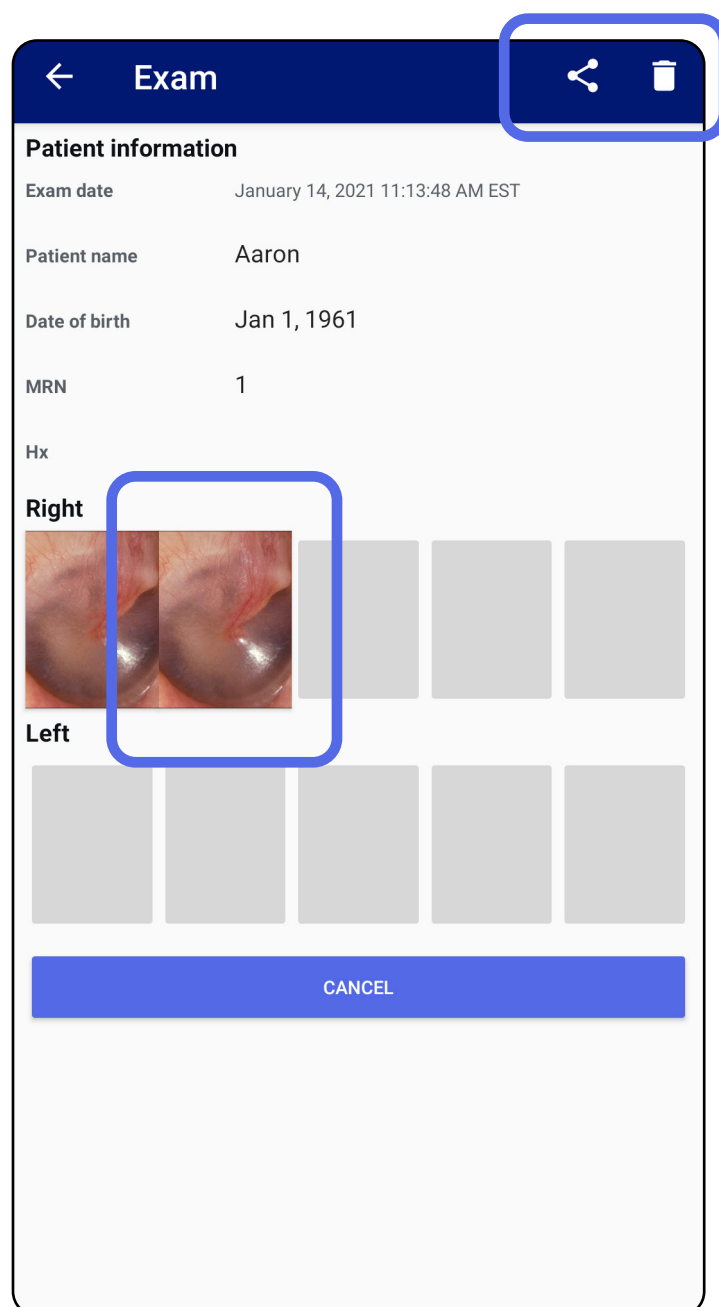 Exam
Patient information
Exam date January 14, 2021 11:13:48 AM EST
Patient name Aaron
Date of birth Jan 1, 1961
MRN 1
Hx
Right
Left
CANCEL